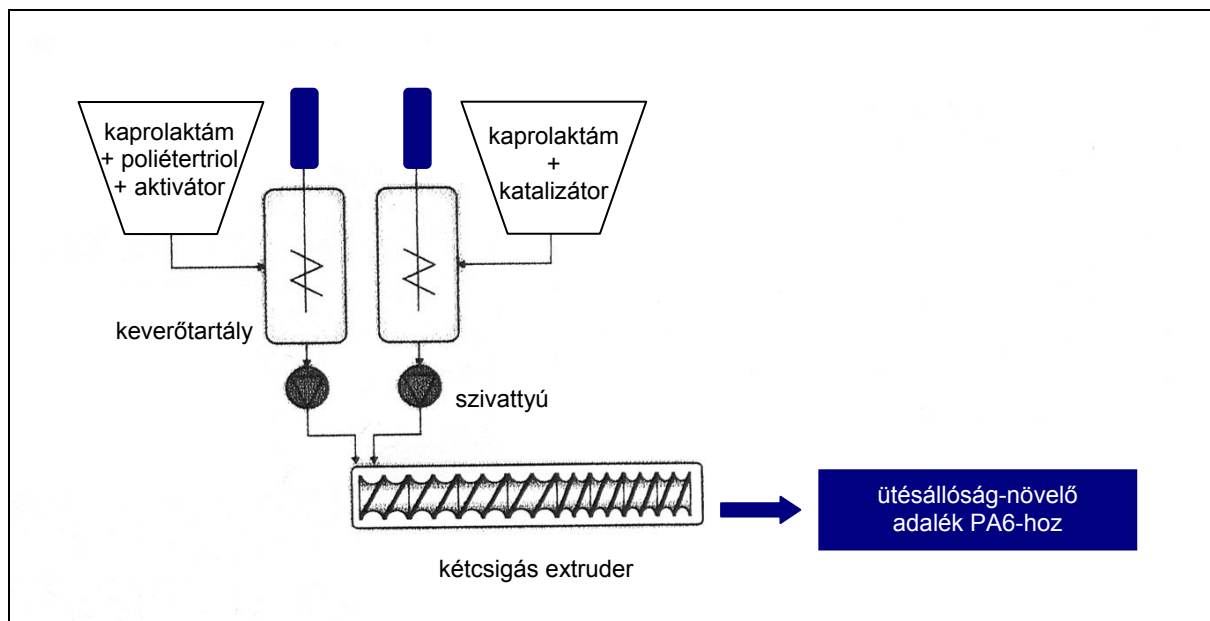 kaprolaktám
+ poliétertriol
+ aktivátor
kaprolaktám
+
katalizátor
keverőtartály
szivattyú
kétcsigás extruder
ütésállóság-növelő
adalék PA6-hoz